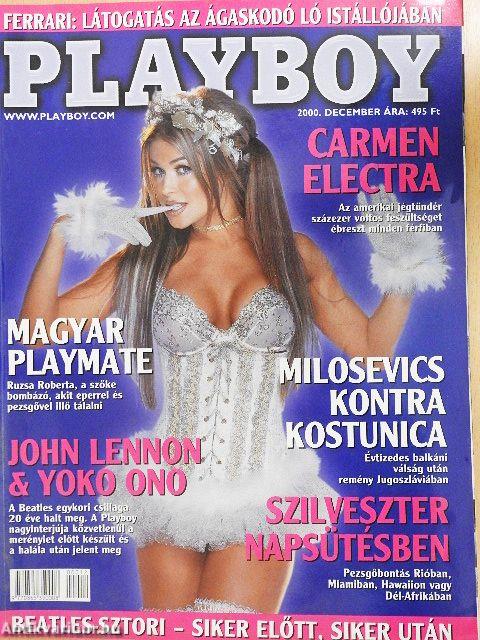 FERRARI: LÁTOGATÁS AZ ÁGASKODÓ LÓ ISTÁLLÓJÁBAN
PLAYBOY
WWW.PLAYBOY.COM
2000. DECEMBER ÁRA: 495 Ft
CARMEN
ELECTRA
Az amerikai jégtündér
százezer voltos feszültséget
ébreszt minden férfiban
MAGYAR
PLAYMATE
Ruzsa Roberta, a szőke
bombázó, akit eperrel és
pezsgővel illő tálalni
MILOSEVICS
KONTRA
KOSTUNICA
Évtizedes balkáni
válság után
remény Jugoszláviában
JOHN LENNON
& YOKO ONO
A Beatles egykori csillaga
20 éve halt meg. A Playboy
nagyinterjúja közvetlenül a
merénylet előtt készült és
a halála után jelent meg
SZILVESZTER
NAPSÜTÉSBEN
Pezsgőbontás Rióban,
Miamiban, Hawaiion vagy
Dél-Afrikában
BEATLES-SZTORI - SIKER ELŐTT, SIKER UTÁN